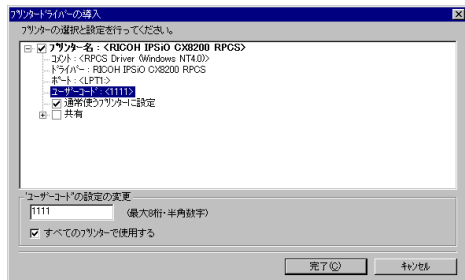 プリンタードライバーの導入
プリンターの選択と設定を行ってください。
プリンター名 : <RICOH IPSiO CX8200 RPCS>
コメント : <RPCS Driver (Windows NT4.0)>
ドライバー : RICOH IPSiO CX8200 RPCS
ポート : <LPT1:>
ユーザーコード : <1111>
通常使うプリンターに設定
共有
"ユーザーコード"の設定の変更
1111
(最大8桁・半角数字)
すべてのプリンターで使用する
完了(C)
キャンセル